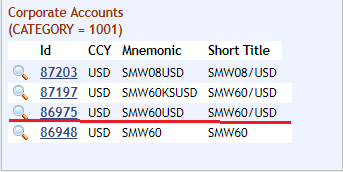 Corporate Accounts
(CATEGORY = 1001)
Id CCY Mnemonic Short Title
87203 USD SMW08USD SMW08/USD
87197 USD SMW60KSUSD SMW60/USD
86975 USD SMW60USD SMW60/USD
86948 USD SMW60 SMW60